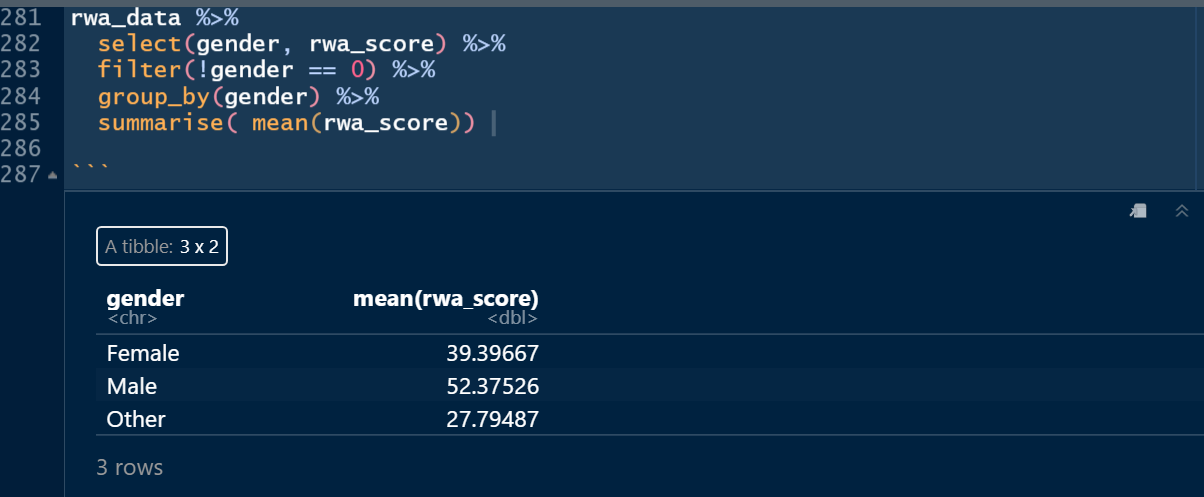 281 rwa_data %>%
282 select(gender, rwa_score) %>%
283 filter(!gender == 0) %>%
284 group_by(gender) %>%
285 summarise( mean(rwa_score))
286
287 ```
A tibble: 3 x 2
gender mean(rwa_score)
<chr> <dbl>
Female 39.39667
Male 52.37526
Other 27.79487
3 rows